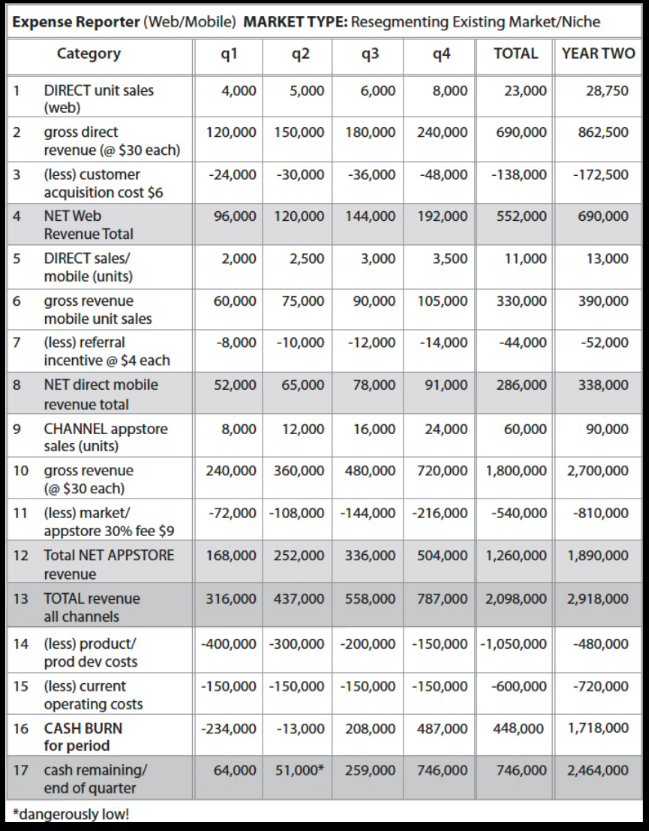 Expense Reporter (Web/Mobile) MARKET TYPE: Resegmenting Existing Market/Niche
Category q1 q2 q3 q4 TOTAL YEAR TWO
1 DIRECT unit sales 4,000 5,000 6,000 8,000 23,000 28,750
(web)
2 gross direct 120,000 150,000 180,000 240,000 690,000 862,500
revenue (@ $30 each)
3 (less) customer -24,000 -30,000 -36,000 -48,000 -138,000 -172,500
acquisition cost $6
4 NET Web 96,000 120,000 144,000 192,000 552,000 690,000
Revenue Total
5 DIRECT sales/ 2,000 2,500 3,000 3,500 11,000 13,000
mobile (units)
6 gross revenue 60,000 75,000 90,000 105,000 330,000 390,000
mobile unit sales
7 (less) referral -8,000 -10,000 -12,000 -14,000 -44,000 -52,000
incentive @ $4 each
8 NET direct mobile 52,000 65,000 78,000 91,000 286,000 338,000
revenue total
9 CHANNEL appstore 8,000 12,000 16,000 24,000 60,000 90,000
sales (units)
10 gross revenue 240,000 360,000 480,000 720,000 1,800,000 2,700,000
(@ $30 each)
11 (less) market/ -72,000 -108,000 -144,000 -216,000 -540,000 -810,000
appstore 30% fee $9
12 Total NET APPSTORE 168,000 252,000 336,000 504,000 1,260,000 1,890,000
revenue
13 TOTAL revenue 316,000 437,000 558,000 787,000 2,098,000 2,918,000
all channels
14 (less) product/ -400,000 -300,000 -200,000 -150,000 -1,050,000 -480,000
prod dev costs
15 (less) current -150,000 -150,000 -150,000 -150,000 -600,000 -720,000
operating costs
16 CASH BURN -234,000 -13,000 208,000 487,000 448,000 1,718,000
for period
17 cash remaining/ 64,000 51,000* 259,000 746,000 746,000 2,464,000
end of quarter
*dangerously low!